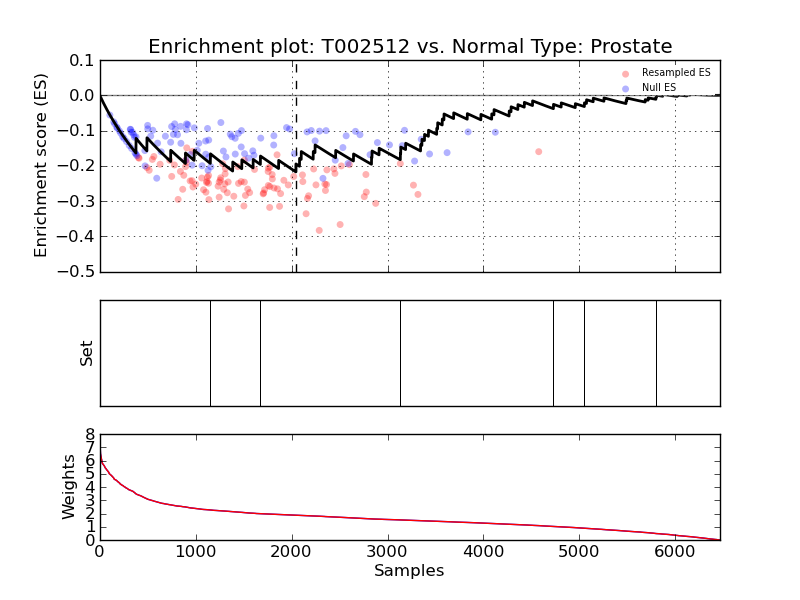 Enrichment plot: T002512 vs. Normal Type: Prostate
Enrichment score (ES)
0.1
0.0
−0.1
−0.2
−0.3
−0.4
−0.5
Resampled ES
Null ES
Set
Weights
8
7
6
5
4
3
2
1
0
0 1000 2000 3000 4000 5000 6000
Samples